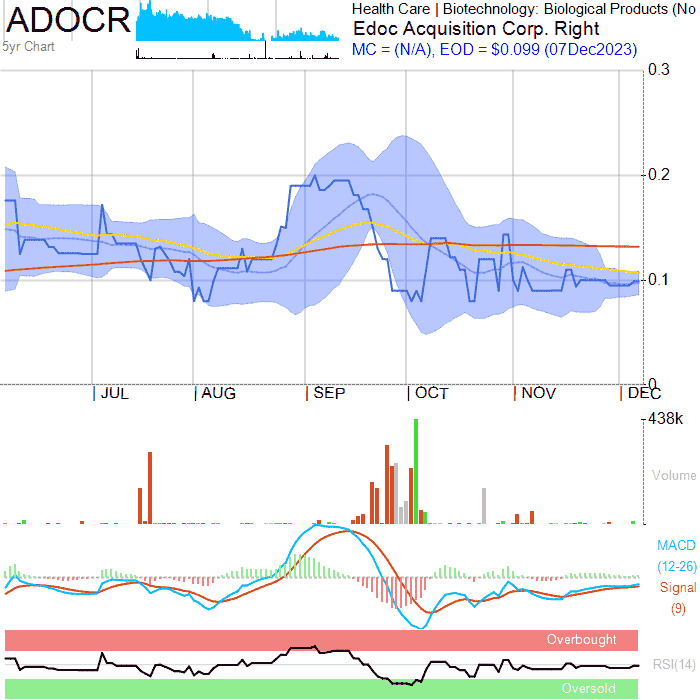 ADOCR
5yr Chart
Health Care | Biotechnology: Biological Products (No
Edoc Acquisition Corp. Right
MC = (N/A), EOD = $0.099 (07Dec2023)
0.3
0.2
0.1
0
JUL AUG SEP OCT NOV DEC
438k
Volume
MACD
(12-26)
Signal
(9)
Overbought
RSI(14)
Oversold